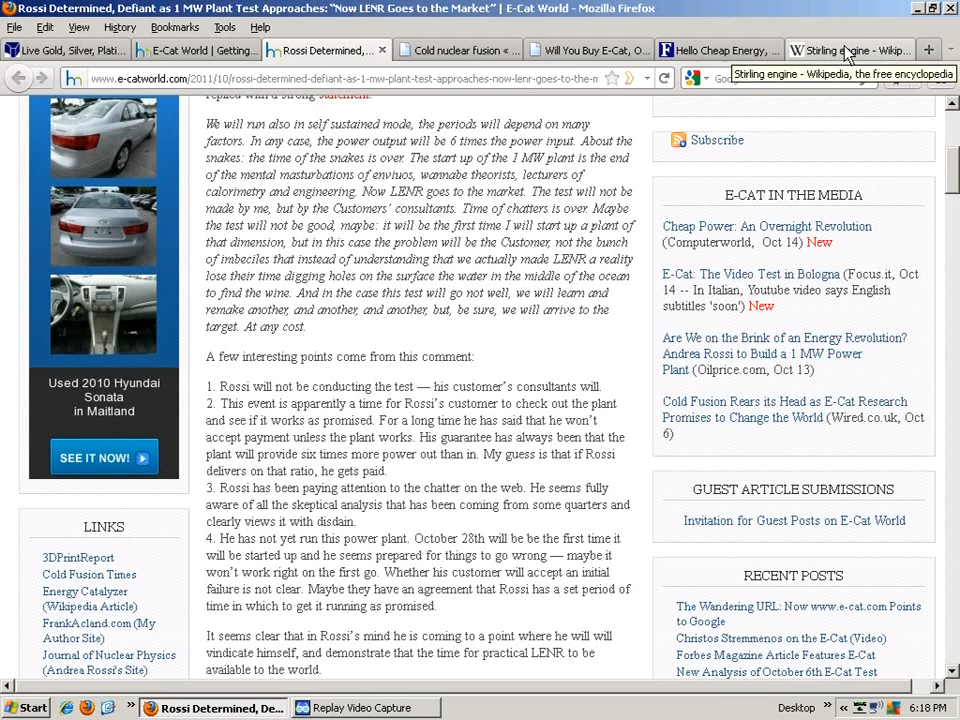 Rossi Determined, Defiant as 1 MW Plant Test Approaches: “Now LENR Goes to the Market” | E-Cat World - Mozilla Firefox
File Edit View History Bookmarks Tools Help
Live Gold, Silver, Plati...
E-Cat World | Getting...
Rossi Determined,...
Cold nuclear fusion «...
Will You Buy E-Cat, O...
Hello Cheap Energy, ...
Stirling engine - Wikip...
www.e-catworld.com/2011/10/rossi-determined-defiant-as-1-mw-plant-test-approaches-now-lenr-goes-to-the-m
Stirling engine - Wikipedia, the free encyclopedia
replied with a strong statement:
We will run also in self sustained mode, the periods will depend on many
factors. In any case, the power output will be 6 times the power input. About the
snakes: the time of the snakes is over. The start up of the 1 MW plant is the end
of the mental masturbations of enviuos, wannabe theorists, lecturers of
calorimetry and engineering. Now LENR goes to the market. The test will not be
made by me, but by the Customers’ consultants. Time of chatters is over. Maybe
the test will not be good, maybe: it will be the first time I will start up a plant of
that dimension, but in this case the problem will be the Customer, not the bunch
of imbeciles that instead of understanding that we actually made LENR a reality
lose their time digging holes on the surface the water in the middle of the ocean
to find the wine. And in the case this test will go not well, we will learn and
remake another, and another, and another, but, be sure, we will arrive to the
target. At any cost.
A few interesting points come from this comment:
1. Rossi will not be conducting the test — his customer’s consultants will.
2. This event is apparently a time for Rossi’s customer to check out the plant
and see if it works as promised. For a long time he has said that he won’t
accept payment unless the plant works. His guarantee has always been that the
plant will provide six times more power out than in. My guess is that if Rossi
delivers on that ratio, he gets paid.
3. Rossi has been paying attention to the chatter on the web. He seems fully
aware of all the skeptical analysis that has been coming from some quarters and
clearly views it with disdain.
4. He has not yet run this power plant. October 28th will be be the first time it
will be started up and he seems prepared for things to go wrong — maybe it
won’t work right on the first go. Whether his customer will accept an initial
failure is not clear. Maybe they have an agreement that Rossi has a set period of
time in which to get it running as promised.
It seems clear that in Rossi’s mind he is coming to a point where he will will
vindicate himself, and demonstrate that the time for practical LENR to be
available to the world.
Used 2010 Hyundai
Sonata
in Maitland
SEE IT NOW!
LINKS
3DPrintReport
Cold Fusion Times
Energy Catalyzer
(Wikipedia Article)
FrankAcland.com (My
Author Site)
Journal of Nuclear Physics
(Andrea Rossi's Site)
Subscribe
E-CAT IN THE MEDIA
Cheap Power: An Overnight Revolution
(Computerworld, Oct 14) New
E-Cat: The Video Test in Bologna (Focus.it, Oct
14 -- In Italian, Youtube video says English
subtitles 'soon') New
Are We on the Brink of an Energy Revolution?
Andrea Rossi to Build a 1 MW Power
Plant (Oilprice.com, Oct 13)
Cold Fusion Rears its Head as E-Cat Research
Promises to Change the World (Wired.co.uk, Oct
6)
GUEST ARTICLE SUBMISSIONS
Invitation for Guest Posts on E-Cat World
RECENT POSTS
The Wandering URL: Now www.e-cat.com Points
to Google
Christos Stremmenos on the E-Cat (Video)
Forbes Magazine Article Features E-Cat
New Analysis of October 6th E-Cat Test
Start
Rossi Determined, De...
Replay Video Capture
Desktop
6:18 PM